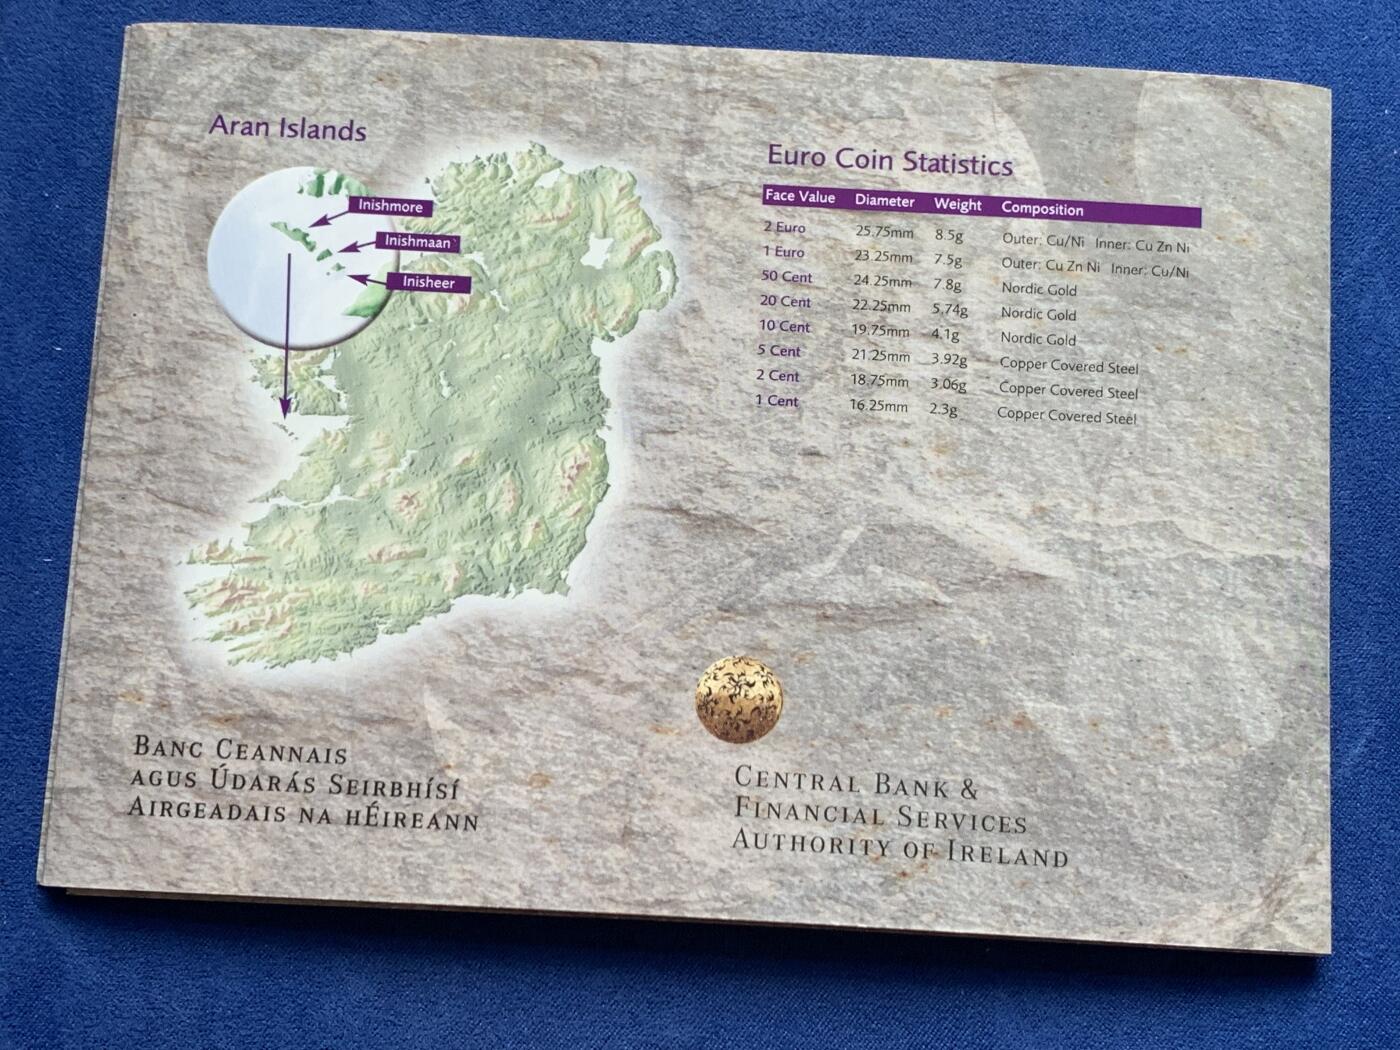 Aran Islands
Inishmore
Inishmaan
Inisheer
Euro Coin Statistics
Face Value Diameter Weight Composition
2 Euro 25.75mm 8.5g Outer: Cu/Ni Inner: Cu Zn Ni
1 Euro 23.25mm 7.5g Outer: Cu Zn Ni Inner: Cu/Ni
50 Cent 24.25mm 7.8g Nordic Gold
20 Cent 22.25mm 5.74g Nordic Gold
10 Cent 19.75mm 4.1g Nordic Gold
5 Cent 21.25mm 3.92g Copper Covered Steel
2 Cent 18.75mm 3.06g Copper Covered Steel
1 Cent 16.25mm 2.3g Copper Covered Steel
BANC CEANNAIS
AGUS ÚDARÁS SEIRBHÍSÍ
AIRGEADAIS NA HÉIREANN
CENTRAL BANK &
FINANCIAL SERVICES
AUTHORITY OF IRELAND